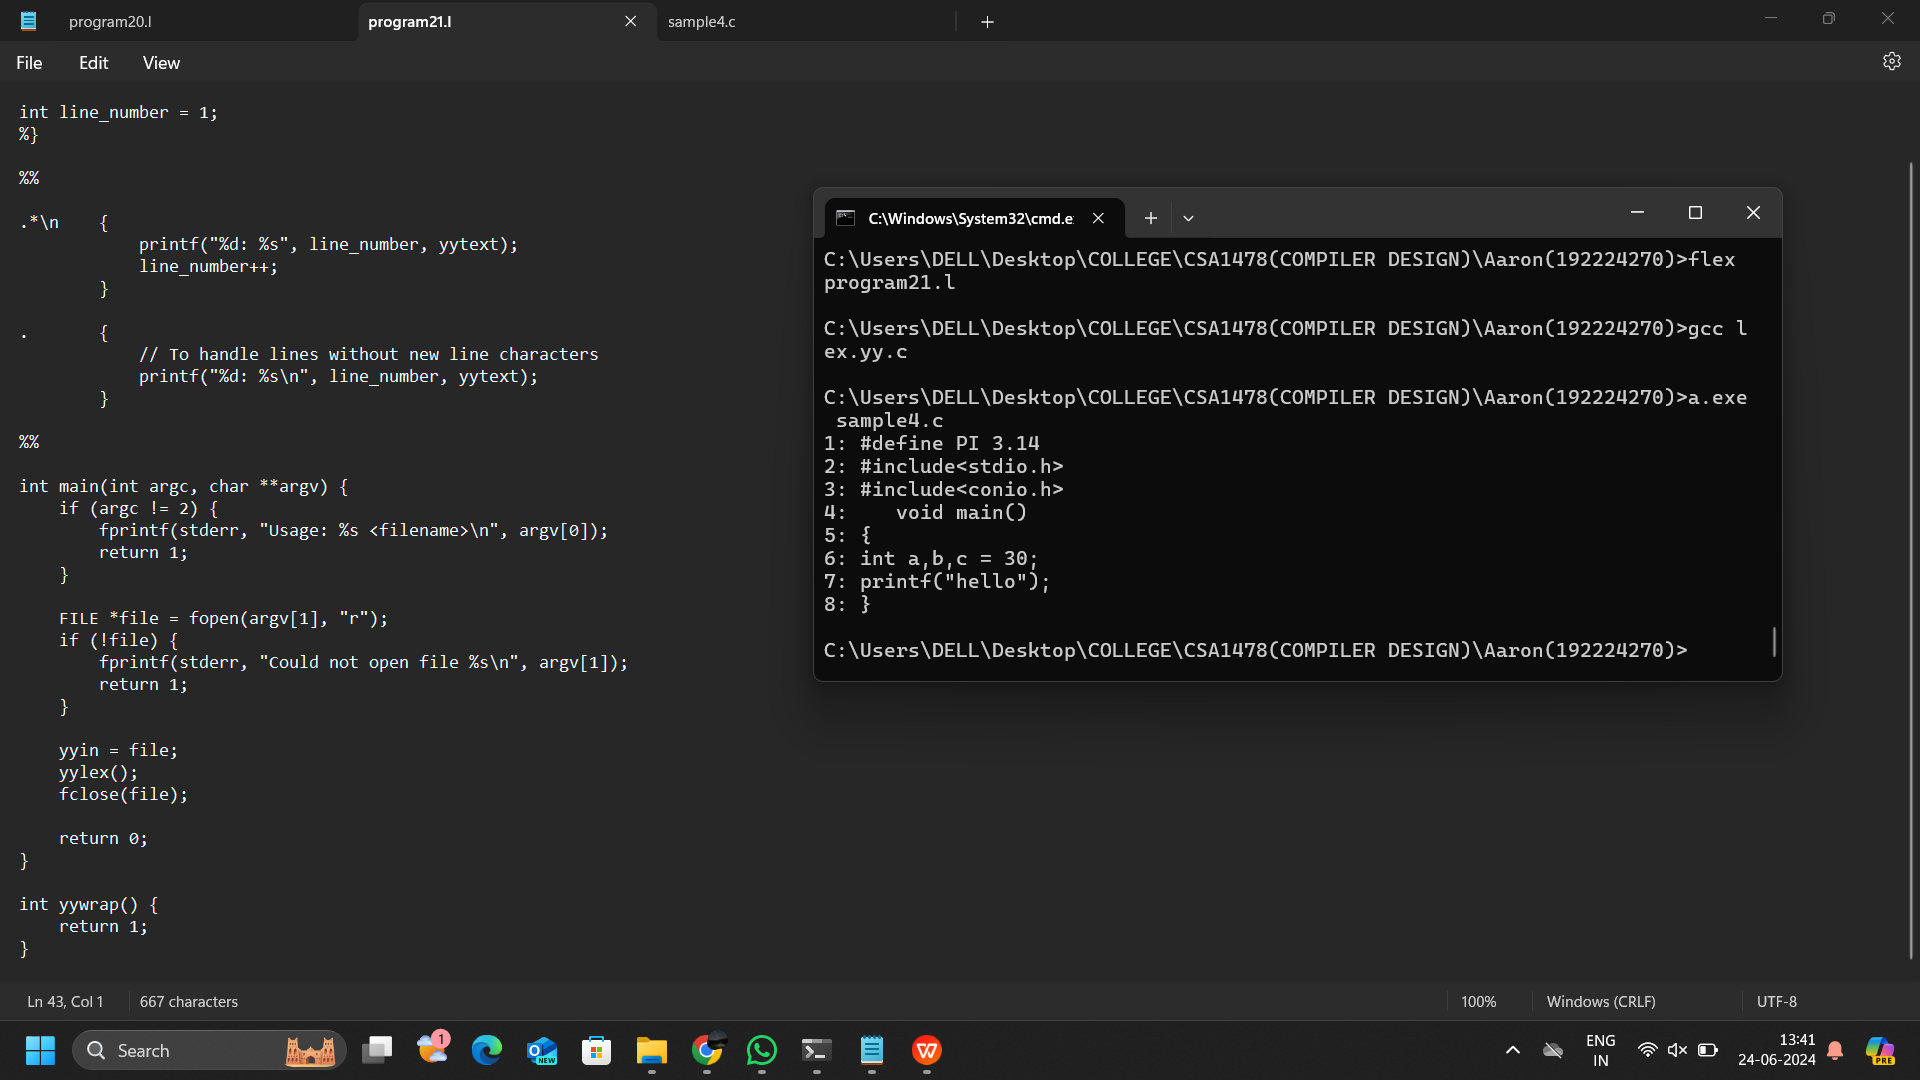 program20.l
program21.l
sample4.c
File
Edit
View
int line_number = 1;
%}
%%
.*\n    {
            printf("%d: %s", line_number, yytext);
            line_number++;
        }
.       {
            // To handle lines without new line characters
            printf("%d: %s\n", line_number, yytext);
        }
%%
int main(int argc, char **argv) {
    if (argc != 2) {
        fprintf(stderr, "Usage: %s <filename>\n", argv[0]);
        return 1;
    }
    FILE *file = fopen(argv[1], "r");
    if (!file) {
        fprintf(stderr, "Could not open file %s\n", argv[1]);
        return 1;
    }
    yyin = file;
    yylex();
    fclose(file);
    return 0;
}
int yywrap() {
    return 1;
}
C:\Windows\System32\cmd.e
C:\Users\DELL\Desktop\COLLEGE\CSA1478(COMPILER DESIGN)\Aaron(192224270)>flex
program21.l
C:\Users\DELL\Desktop\COLLEGE\CSA1478(COMPILER DESIGN)\Aaron(192224270)>gcc l
ex.yy.c
C:\Users\DELL\Desktop\COLLEGE\CSA1478(COMPILER DESIGN)\Aaron(192224270)>a.exe
 sample4.c
1: #define PI 3.14
2: #include<stdio.h>
3: #include<conio.h>
4:    void main()
5: {
6: int a,b,c = 30;
7: printf("hello");
8: }
C:\Users\DELL\Desktop\COLLEGE\CSA1478(COMPILER DESIGN)\Aaron(192224270)>
Ln 43, Col 1
667 characters
100%
Windows (CRLF)
UTF-8
Search
1
NEW
ENG
IN
13:41
24-06-2024
PRE